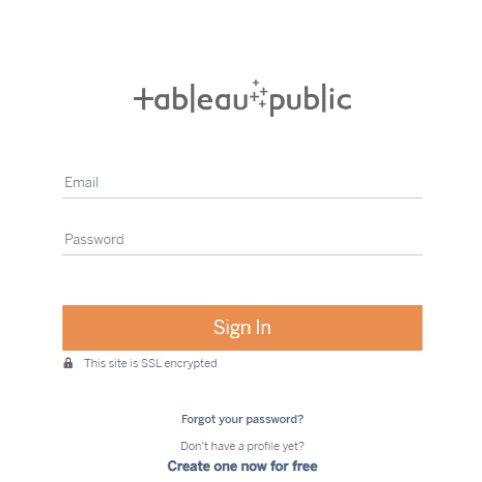 tableau public
Email
Password
Sign In
This site is SSL encrypted
Forgot your password?
Don't have a profile yet?
Create one now for free